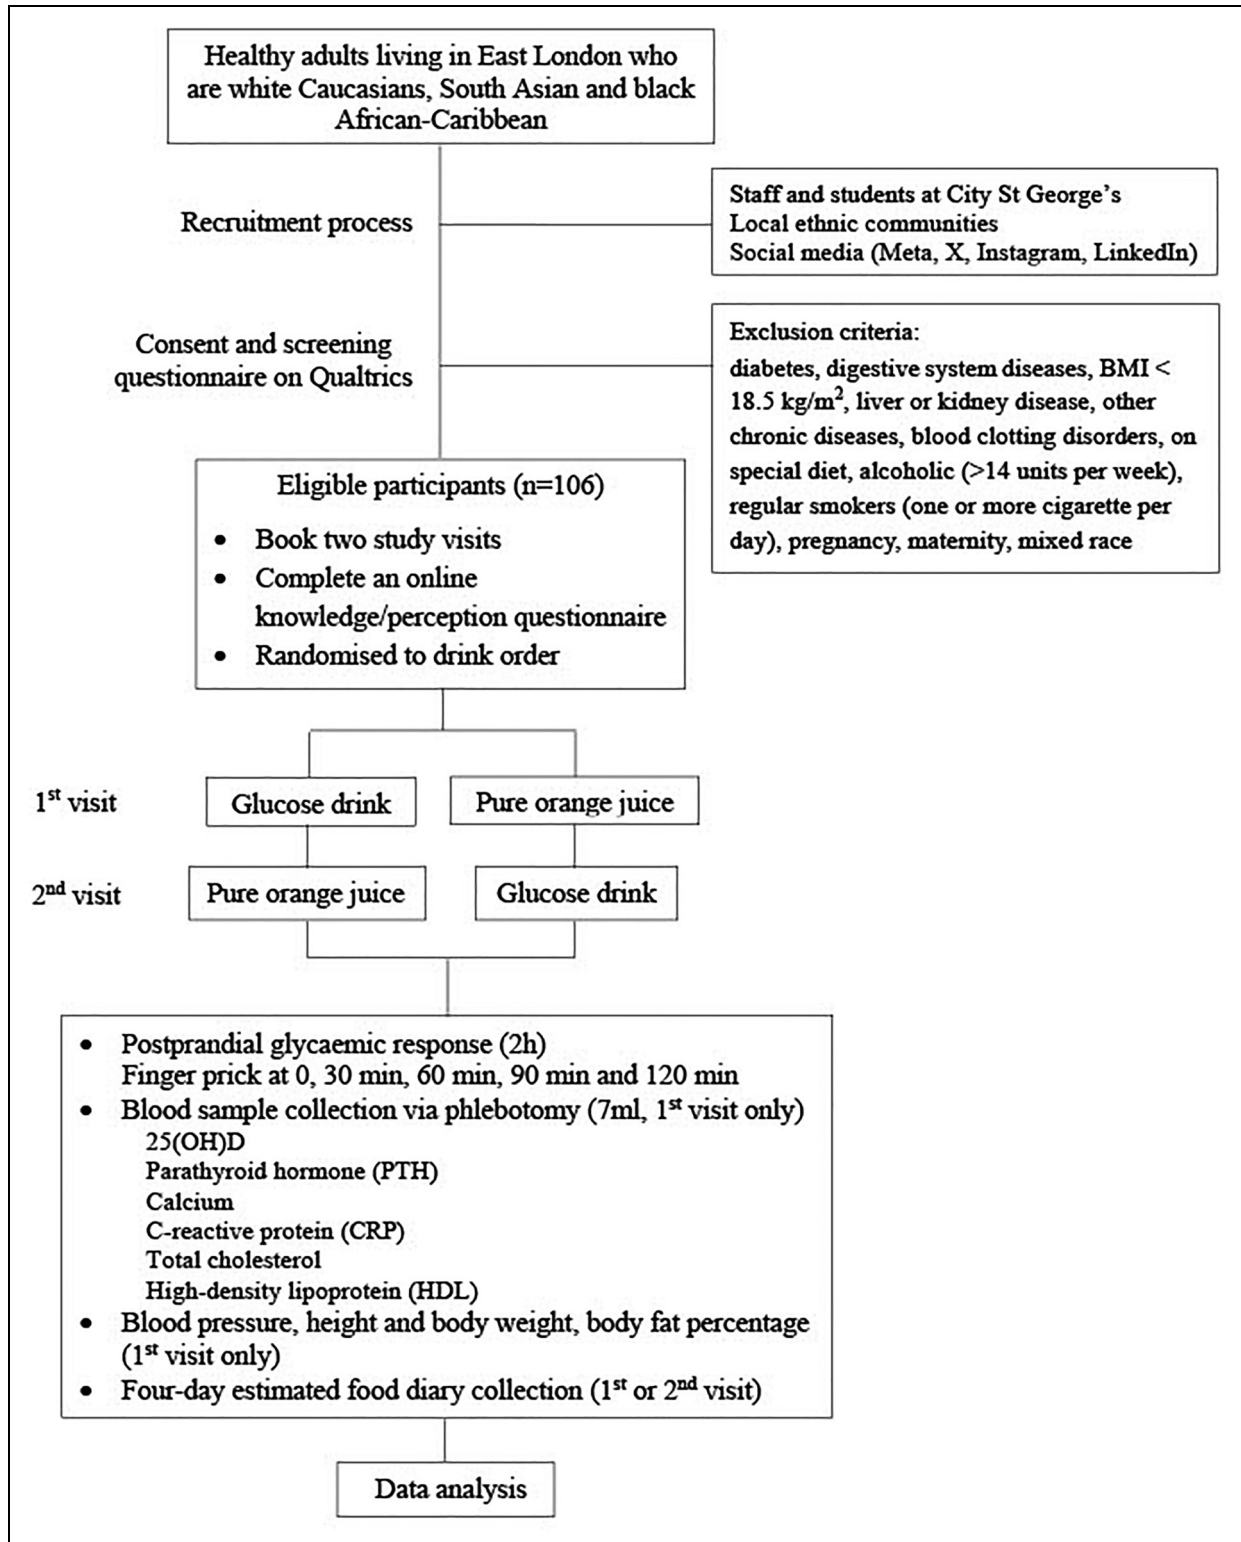 Healthy adults living in East London who
are white Caucasians, South Asian and black
African-Caribbean
Recruitment process
Staff and students at City St George's
Local ethnic communities
Social media (Meta, X, Instagram, LinkedIn)
Consent and screening
questionnaire on Qualtrics
Exclusion criteria:
diabetes, digestive system diseases, BMI <
18.5 kg/m², liver or kidney disease, other
chronic diseases, blood clotting disorders, on
special diet, alcoholic (>14 units per week),
regular smokers (one or more cigarette per
day), pregnancy, maternity, mixed race
Eligible participants (n=106)
• Book two study visits
• Complete an online
knowledge/perception questionnaire
• Randomised to drink order
1st visit
Glucose drink
Pure orange juice
2nd visit
Pure orange juice
Glucose drink
• Postprandial glycaemic response (2h)
Finger prick at 0, 30 min, 60 min, 90 min and 120 min
• Blood sample collection via phlebotomy (7ml, 1st visit only)
25(OH)D
Parathyroid hormone (PTH)
Calcium
C-reactive protein (CRP)
Total cholesterol
High-density lipoprotein (HDL)
• Blood pressure, height and body weight, body fat percentage
(1st visit only)
• Four-day estimated food diary collection (1st or 2nd visit)
Data analysis